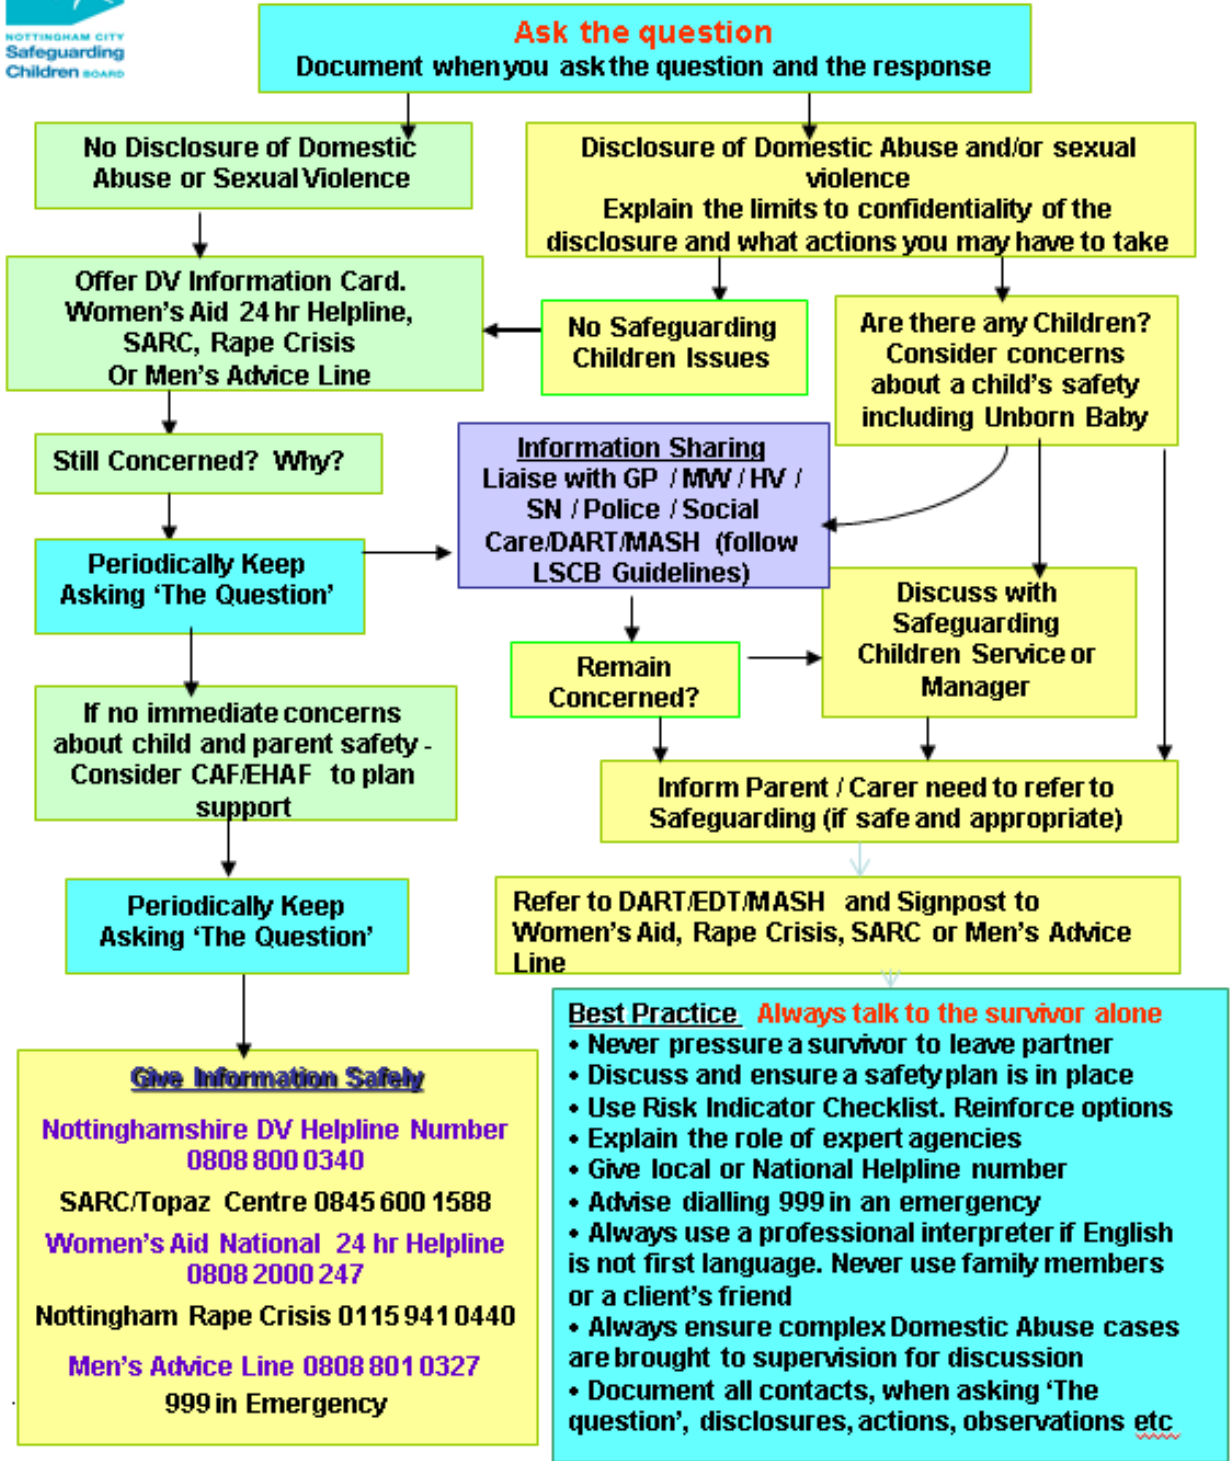 NOTTINGHAM CITY
Safeguarding
Children BOARD
Ask the question
Document when you ask the question and the response
No Disclosure of Domestic
Abuse or Sexual Violence
Disclosure of Domestic Abuse and/or sexual
violence
Explain the limits to confidentiality of the
disclosure and what actions you may have to take
Offer DV Information Card.
Women's Aid 24 hr Helpline,
SARC, Rape Crisis
Or Men's Advice Line
No Safeguarding
Children Issues
Are there any Children?
Consider concerns
about a child's safety
including Unborn Baby
Still Concerned? Why?
Information Sharing
Liaise with GP / MW / HV /
SN / Police / Social
Care/DART/MASH (follow
LSCB Guidelines)
Periodically Keep
Asking 'The Question'
Discuss with
Safeguarding
Children Service or
Manager
Remain
Concerned?
If no immediate concerns
about child and parent safety -
Consider CAF/EHAF to plan
support
Inform Parent / Carer need to refer to
Safeguarding (if safe and appropriate)
Periodically Keep
Asking 'The Question'
Refer to DART/EDT/MASH and Signpost to
Women's Aid, Rape Crisis, SARC or Men's Advice
Line
Give Information Safely
Nottinghamshire DV Helpline Number
0808 800 0340
SARC/Topaz Centre 0845 600 1588
Women's Aid National 24 hr Helpline
0808 2000 247
Nottingham Rape Crisis 0115 941 0440
Men's Advice Line 0808 801 0327
999 in Emergency
Best Practice Always talk to the survivor alone
• Never pressure a survivor to leave partner
• Discuss and ensure a safety plan is in place
• Use Risk Indicator Checklist. Reinforce options
• Explain the role of expert agencies
• Give local or National Helpline number
• Advise dialling 999 in an emergency
• Always use a professional interpreter if English
is not first language. Never use family members
or a client's friend
• Always ensure complex Domestic Abuse cases
are brought to supervision for discussion
• Document all contacts, when asking 'The
question', disclosures, actions, observations etc